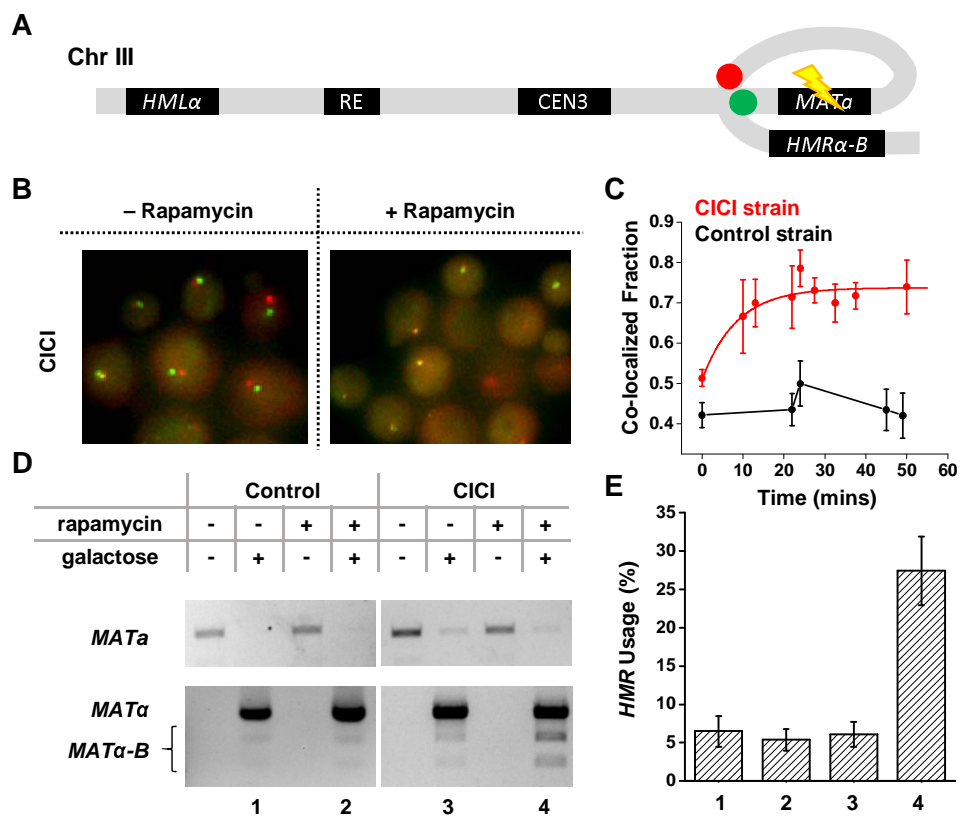 A
Chr III
HMLα
RE
CEN3
MATa
HMRα-B
B
– Rapamycin
+ Rapamycin
CICI
C
CICI strain
Control strain
Co-localized Fraction
0.9
0.8
0.7
0.6
0.5
0.4
0 10 20 30 40 50 60
Time (mins)
D
Control CICI
rapamycin - - + + - - + +
galactose - + - + - + - +
MATa
MATα
MATα-B
1 2 3 4
E
HMR Usage (%)
35
30
25
20
15
10
5
0
1 2 3 4